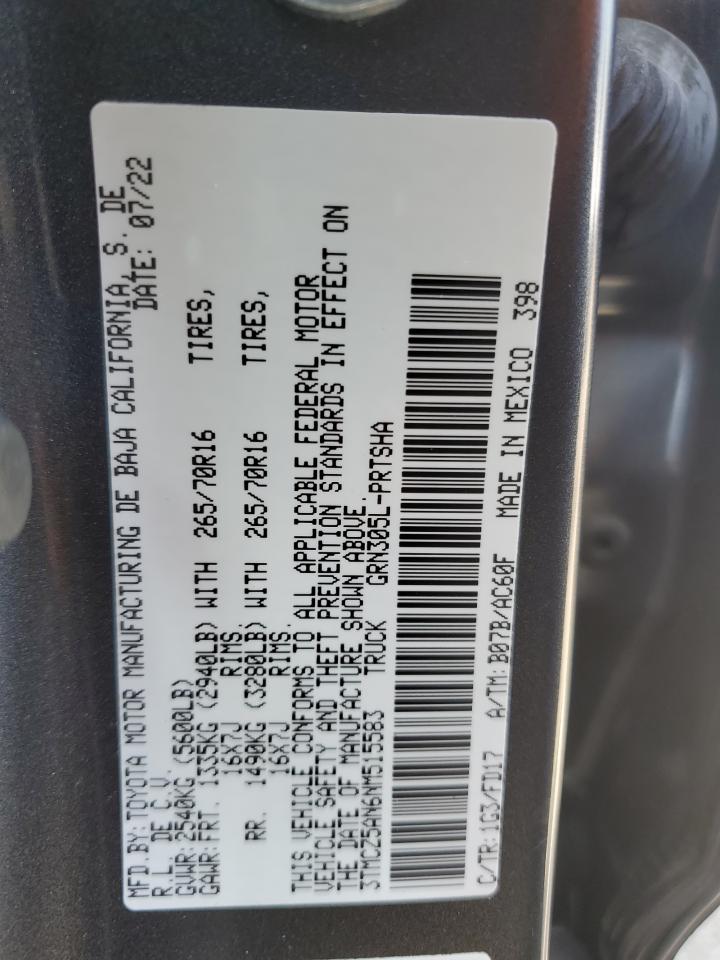 MFD.BY:TOYOTA MOTOR MANUFACTURING DE BAJA CALIFORNIA, S. DE
R.L. DE C.V. DATE: 07/22
GVWR:2540KG (5600LB)
GAWR:FRT. 1335KG (2940LB) WITH 265/70R16 TIRES,
16X7J RIMS.
RR. 1490KG (3280LB) WITH 265/70R16 TIRES,
16X7J RIMS.
THIS VEHICLE CONFORMS TO ALL APPLICABLE FEDERAL MOTOR
VEHICLE SAFETY AND THEFT PREVENTION STANDARDS IN EFFECT ON
THE DATE OF MANUFACTURE SHOWN ABOVE.
3TMCZ5AN6NM515583 TRUCK GRN305L-PRTSHA
C/TR:1G3/FD17 A/TM:B07B/AC60F MADE IN MEXICO 398